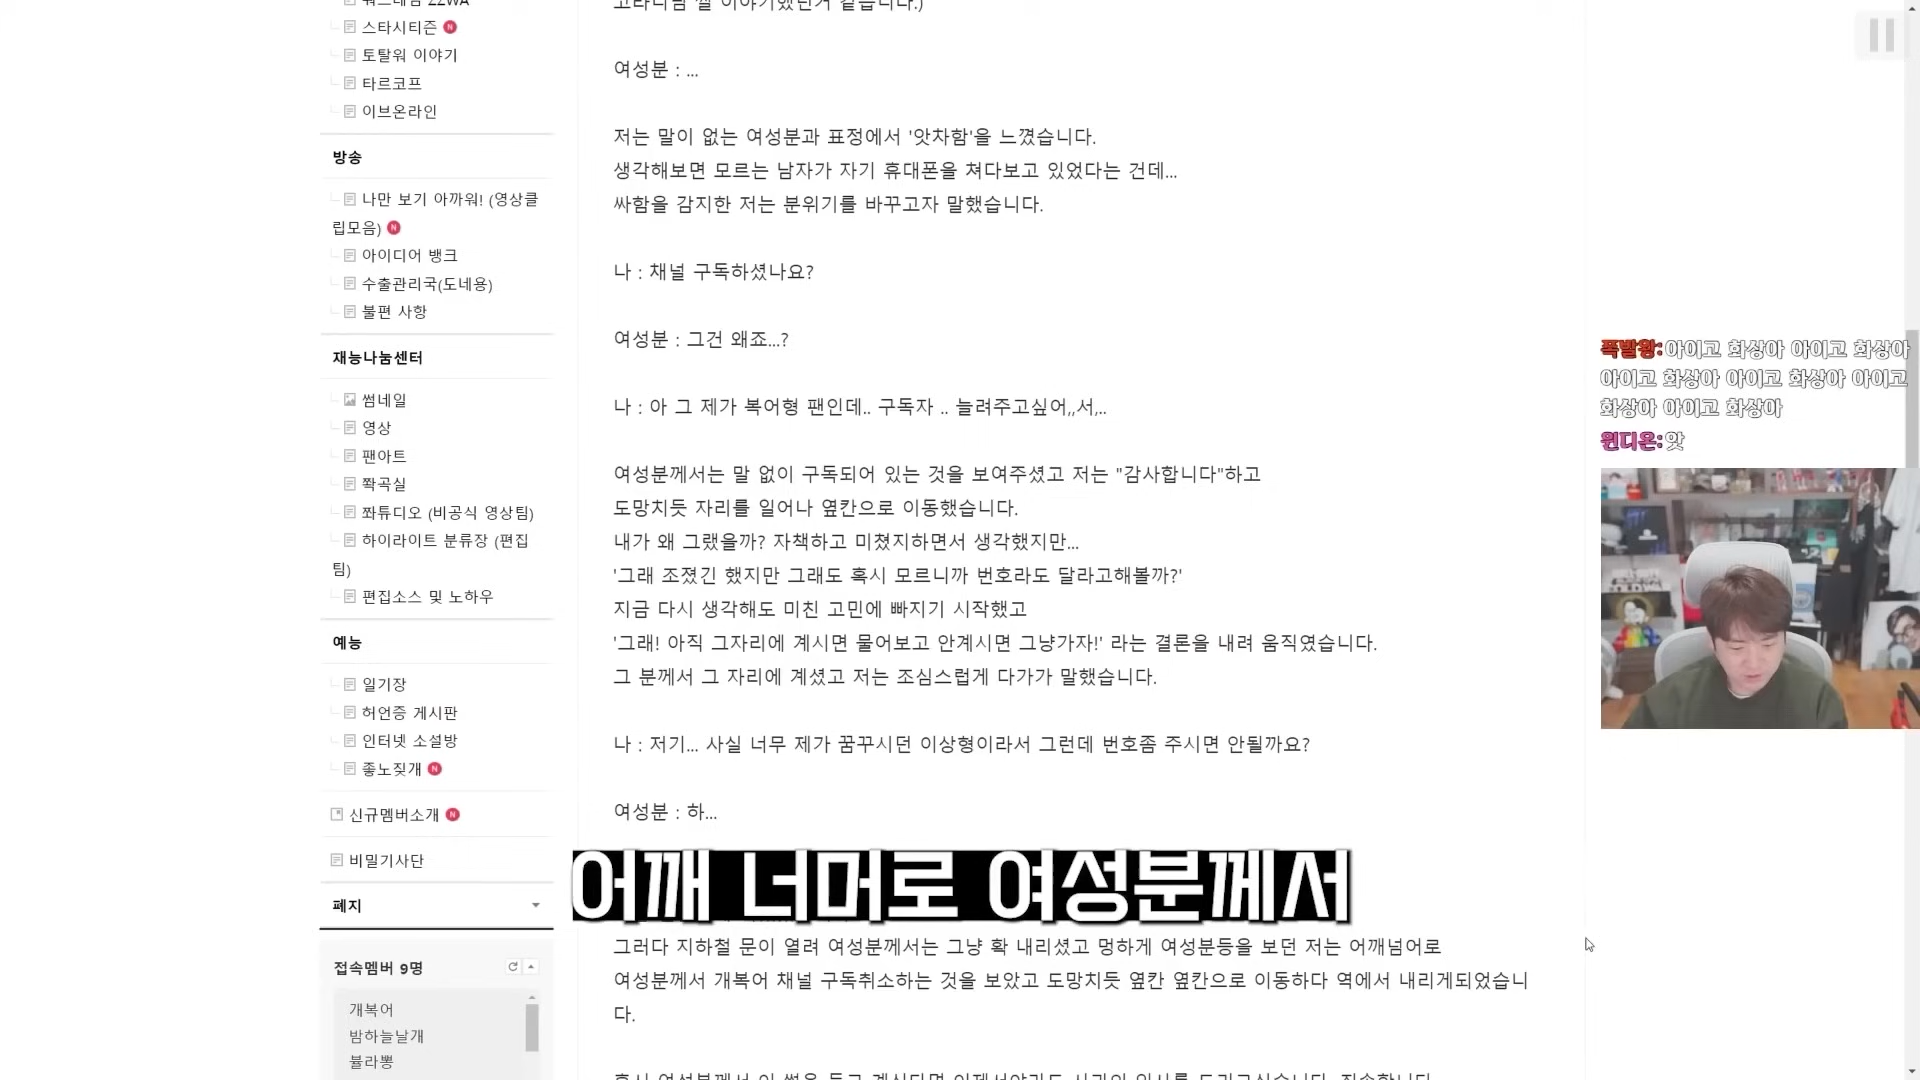 스타시티즌 N
토탈워 이야기
타르코프
이브온라인
방송
나만 보기 아까워! (영상클
립모음) N
아이디어 뱅크
수출관리국(도네용)
불편 사항
재능나눔센터
썸네일
영상
팬아트
쫙곡실
쫘튜디오 (비공식 영상팀)
하이라이트 분류장 (편집
팀)
편집소스 및 노하우
예능
일기장
허언증 게시판
인터넷 소설방
좋노짖개 N
신규멤버소개 N
비밀기사단
폐지
접속멤버 9명
개복어
밤하늘날개
뷸라뽕
여성분 : ...
저는 말이 없는 여성분과 표정에서 '앗차함'을 느꼈습니다.
생각해보면 모르는 남자가 자기 휴대폰을 쳐다보고 있었다는 건데...
싸함을 감지한 저는 분위기를 바꾸고자 말했습니다.
나 : 채널 구독하셨나요?
여성분 : 그건 왜죠...?
나 : 아 그 제가 복어형 팬인데.. 구독자 .. 늘려주고싶어,,서,..
여성분께서는 말 없이 구독되어 있는 것을 보여주셨고 저는 "감사합니다"하고
도망치듯 자리를 일어나 옆칸으로 이동했습니다.
내가 왜 그랬을까? 자책하고 미쳤지하면서 생각했지만...
'그래 조졌긴 했지만 그래도 혹시 모르니까 번호라도 달라고해볼까?'
지금 다시 생각해도 미친 고민에 빠지기 시작했고
'그래! 아직 그자리에 계시면 물어보고 안계시면 그냥가자!' 라는 결론을 내려 움직였습니다.
그 분께서 그 자리에 계셨고 저는 조심스럽게 다가가 말했습니다.
나 : 저기... 사실 너무 제가 꿈꾸시던 이상형이라서 그런데 번호좀 주시면 안될까요?
여성분 : 하...
어깨 너머로 여성분께서
그러다 지하철 문이 열려 여성분께서는 그냥 확 내리셨고 멍하게 여성분등을 보던 저는 어깨넘어로
여성분께서 개복어 채널 구독취소하는 것을 보았고 도망치듯 옆칸 옆칸으로 이동하다 역에서 내리게되었습니
다.
폭발왕: 아이고 화상아 아이고 화상아
아이고 화상아 아이고 화상아 아이고
화상아 아이고 화상아
윈디온: 앗